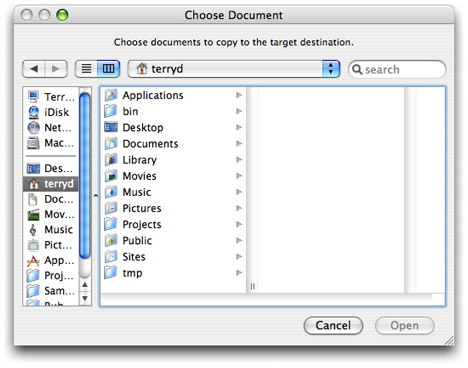 Choose Document
Choose documents to copy to the target destination.
terryd
search
Terr...
iDisk
Net...
Mac...
Des...
terryd
Doc...
Mov...
Music
Pict...
App...
Proj...
Sam...
Applications
bin
Desktop
Documents
Library
Movies
Music
Pictures
Projects
Public
Sites
tmp
Cancel
Open